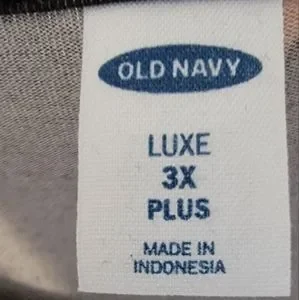 OLD NAVY
LUXE
3X
PLUS
MADE IN
INDONESIA